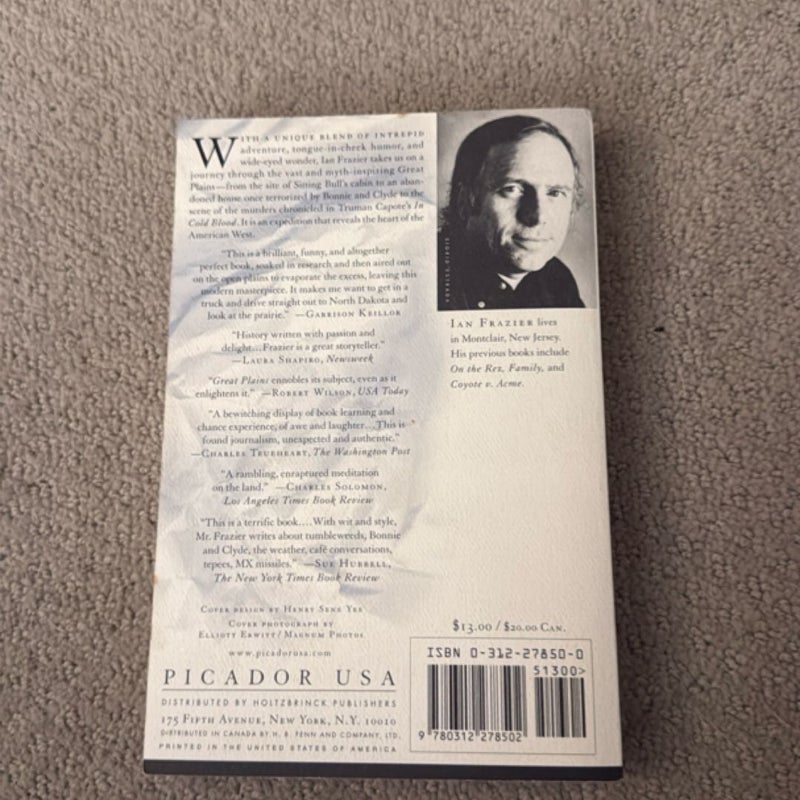 WITH A UNIQUE BLEND OF INTREPID
adventure, tongue-in-cheek humor, and
wide-eyed wonder, Ian Frazier takes us on a
journey through the vast and myth-inspiring Great
Plains—from the site of Sitting Bull's cabin to an aban-
doned house once terrorized by Bonnie and Clyde to the
scene of the murders chronicled in Truman Capote's In
Cold Blood. It is an expedition that reveals the heart of the
American West.
"This is a brilliant, funny, and altogether
perfect book, soaked in research and then aired out
on the open plains to evaporate the excess, leaving this
modern masterpiece. It makes me want to get in a
truck and drive straight out to North Dakota and
look at the prairie." —GARRISON KEILLOR
"History written with passion and
delight...Frazier is a great storyteller."
—LAURA SHAPIRO, Newsweek
"Great Plains ennobles its subject, even as it
enlightens it." —ROBERT WILSON, USA Today
"A bewitching display of book learning and
chance experience, of awe and laughter....This is
found journalism, unexpected and authentic."
—CHARLES TRUEHEART, The Washington Post
"A rambling, enraptured meditation
on the land." —CHARLES SOLOMON,
Los Angeles Times Book Review
"This is a terrific book....With wit and style,
Mr. Frazier writes about tumbleweeds, Bonnie
and Clyde, the weather, café conversations,
tepees, MX missiles." —SUE HUBBELL,
The New York Times Book Review
COVER DESIGN BY HENRY SENE YEE
COVER PHOTOGRAPH BY
ELLIOTT ERWITT/MAGNUM PHOTOS
www.picadorusa.com
PICADOR USA
DISTRIBUTED BY HOLTZBRINCK PUBLISHERS
175 FIFTH AVENUE, NEW YORK, N.Y. 10010
DISTRIBUTED IN CANADA BY H. B. FENN AND COMPANY, LTD.
PRINTED IN THE UNITED STATES OF AMERICA
IAN FRAZIER lives
in Montclair, New Jersey.
His previous books include
On the Rez, Family, and
Coyote v. Acme.
$13.00 / $20.00 CAN.
ISBN 0-312-27850-0
51300>
9 780312 278502